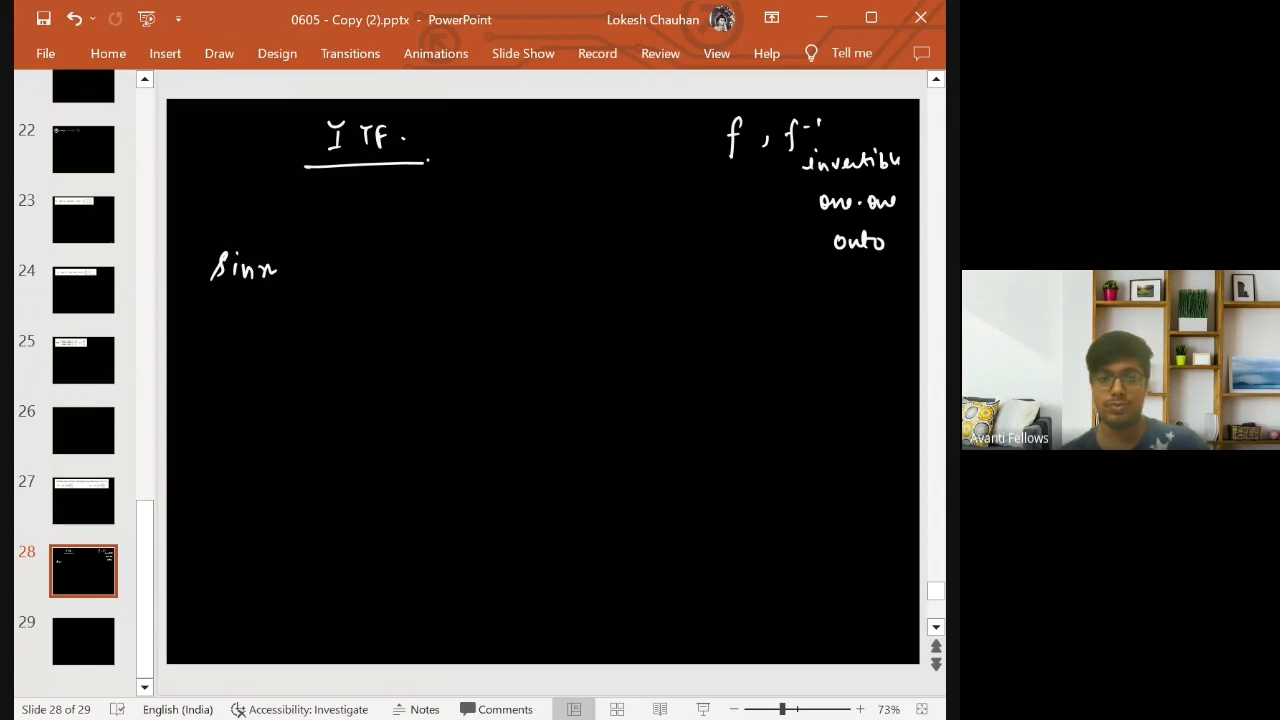 0605 - Copy (2).pptx - PowerPoint
Lokesh Chauhan
File Home Insert Draw Design Transitions Animations Slide Show Record Review View Help Tell me
22
23
24
25
26
27
28
29
ITF.
f, f⁻¹
invertible
one-one
onto
sinx
Avanti Fellows
Slide 28 of 29 English (India) Accessibility: Investigate Notes Comments 73%